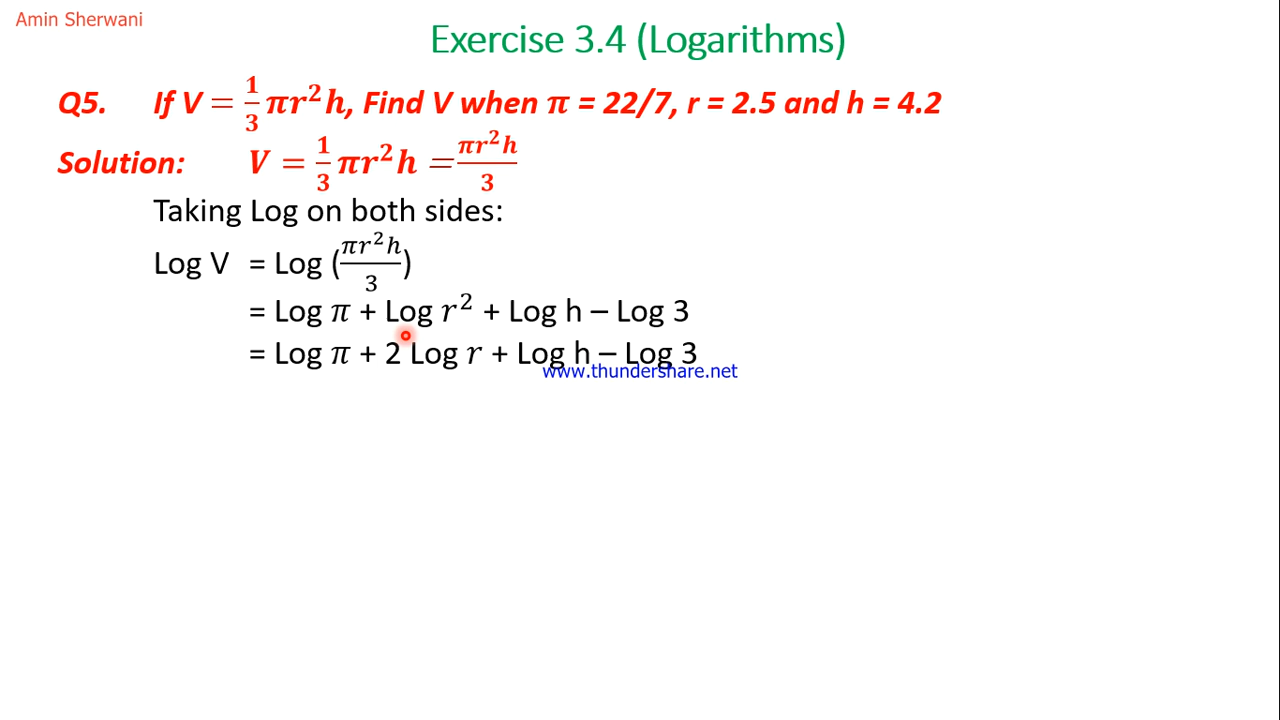 Amin Sherwani
Exercise 3.4 (Logarithms)
Q5. If V = 1/3 πr²h, Find V when π = 22/7, r = 2.5 and h = 4.2
Solution: V = 1/3 πr²h = πr²h/3
Taking Log on both sides:
Log V = Log (πr²h/3)
= Log π + Log r² + Log h – Log 3
= Log π + 2 Log r + Log h – Log 3
www.thundershare.net